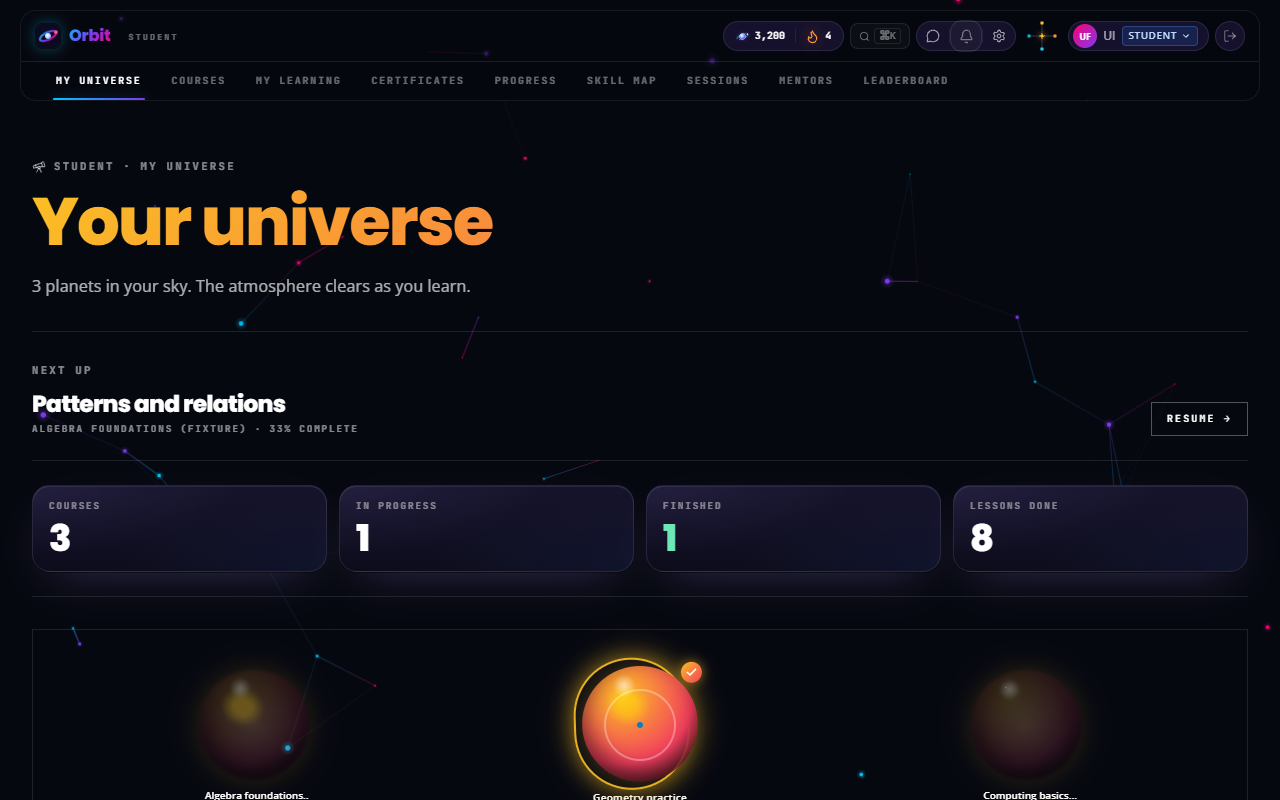 Orbit STUDENT
3,200 4 ⌘K UF UI STUDENT
MY UNIVERSE COURSES MY LEARNING CERTIFICATES PROGRESS SKILL MAP SESSIONS MENTORS LEADERBOARD
STUDENT · MY UNIVERSE
Your universe
3 planets in your sky. The atmosphere clears as you learn.
NEXT UP
Patterns and relations
ALGEBRA FOUNDATIONS (FIXTURE) · 33% COMPLETE
RESUME →
COURSES IN PROGRESS FINISHED LESSONS DONE
3 1 1 8
Algebra foundations.. Geometry practice Computing basics...